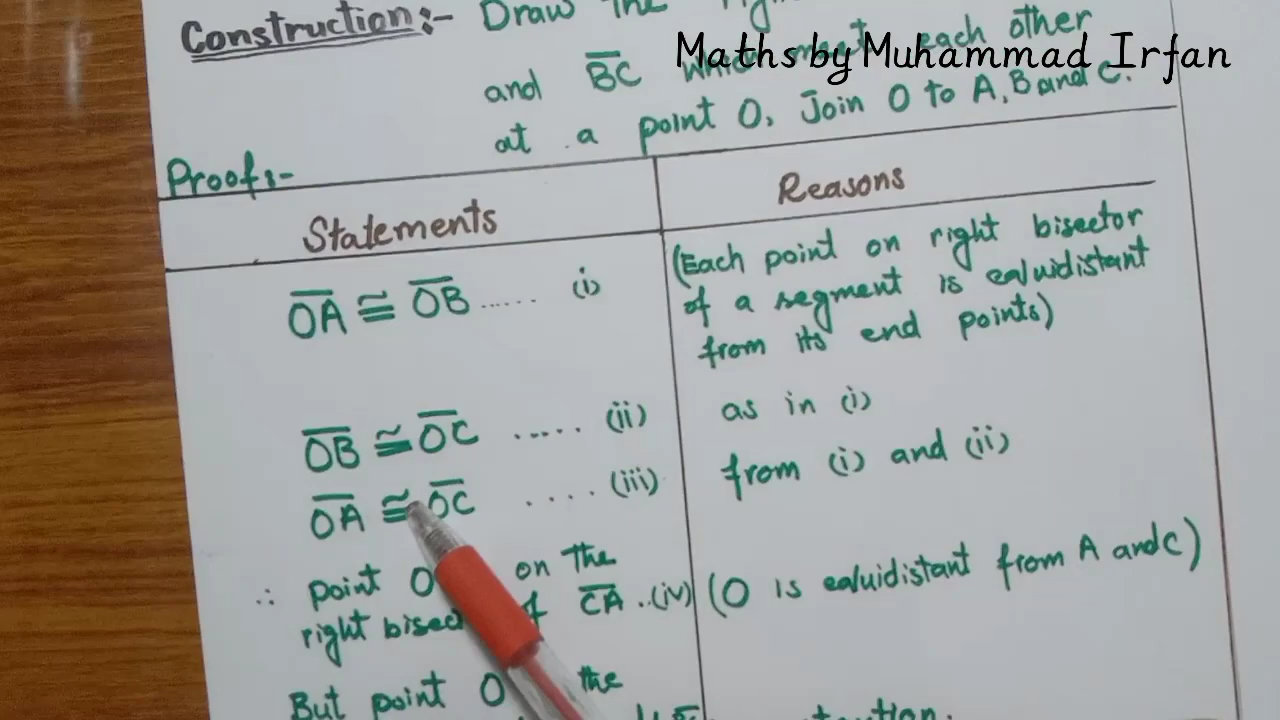 Construction:- Draw the
Maths by Muhammad Irfan
and BC each other
at a point O. Join O to A, B and C.
Proof:-
Statements
Reasons
OA ≅ OB ...... (i)
(Each point on right bisector
of a segment is equidistant
from its end points)
OB ≅ OC ..... (ii)
as in (i)
OA ≅ OC .... (iii)
from (i) and (ii)
∴ point O on the
right of CA ..(iv)
(O is equidistant from A and C)
But point O the